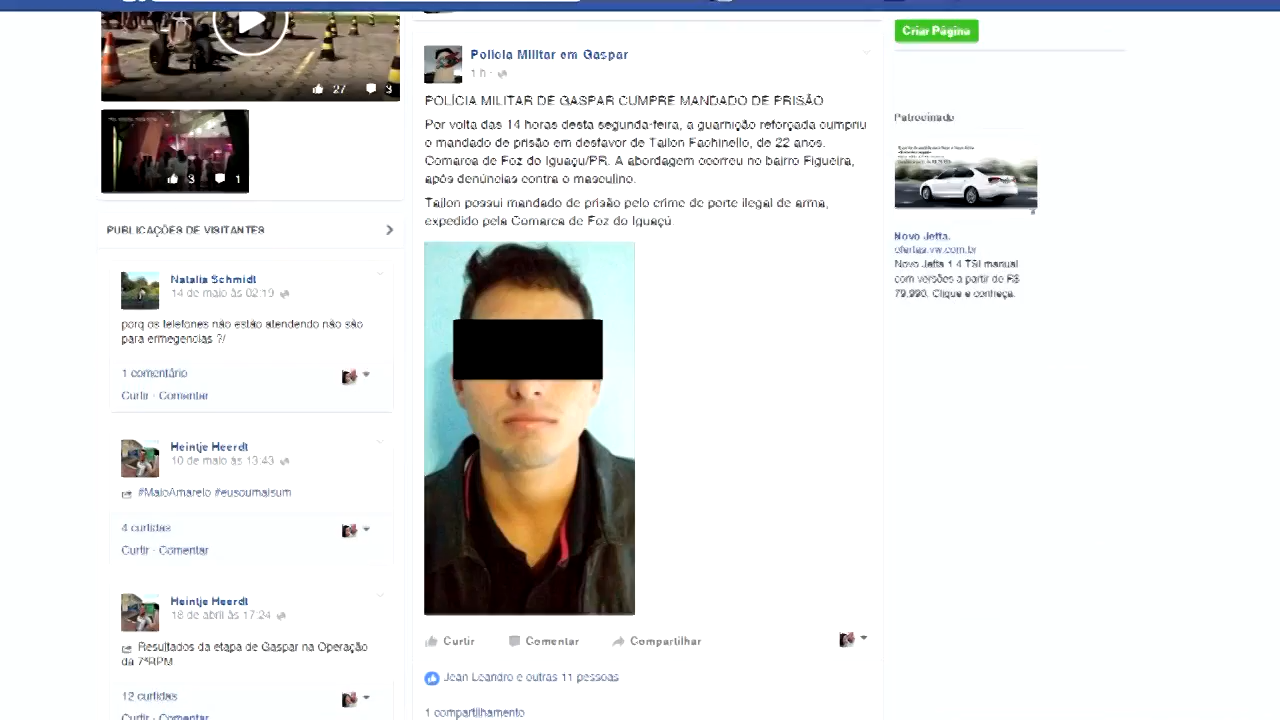 27
3
3
1
PUBLICAÇÕES DE VISITANTES
Natalia Schmidt
14 de maio às 02:19
porq os telefones não estão atendendo não são
para ermegencias ?/
1 comentário
Curtir · Comentar
Heintje Heerdt
10 de maio às 13:43
#MaioAmarelo #eusoumaisum
4 curtidas
Curtir · Comentar
Heintje Heerdt
18 de abril às 17:24
Resultados da etapa de Gaspar na Operação
da 7ªRPM
12 curtidas
Curtir · Comentar
Polícia Militar em Gaspar
1 h ·
POLÍCIA MILITAR DE GASPAR CUMPRE MANDADO DE PRISÃO
Por volta das 14 horas desta segunda-feira, a guarnição reforçada cumpriu
o mandado de prisão em desfavor de Tailon Fachinello, de 22 anos.
Comarca de Foz do Iguaçu/PR. A abordagem ocorreu no bairro Figueira,
após denúncias contra o masculino.
Tailon possui mandado de prisão pelo crime de porte ilegal de arma,
expedido pela Comarca de Foz do Iguaçú.
Curtir Comentar Compartilhar
Jean Leandro e outras 11 pessoas
1 compartilhamento
Criar Página
Patrocinado
Novo Jetta.
ofertas.vw.com.br
Novo Jetta 1.4 TSI manual
com versões a partir de R$
79.990. Clique e conheça.